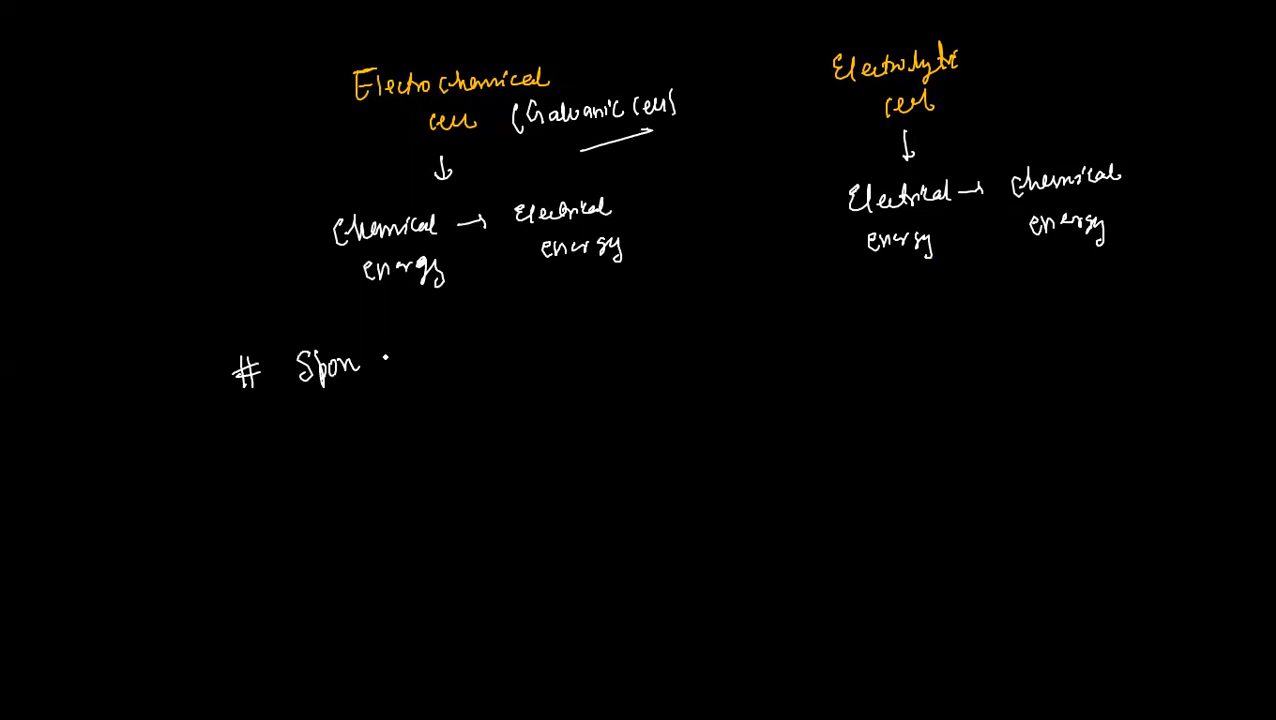 Electrochemical
cell (Galvanic cell)
Chemical → Electrical
energy energy
Electrolytic
cell
Electrical → Chemical
energy energy
# Spon